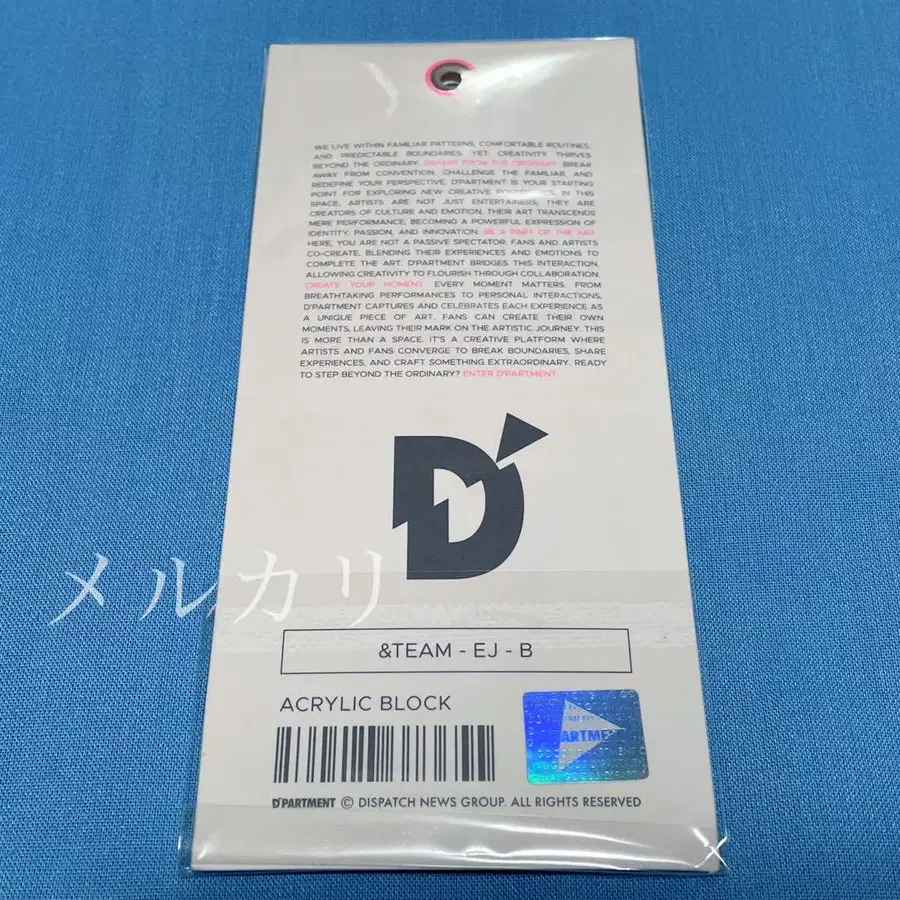 WE LIVE WITHIN FAMILIAR PATTERNS, COMFORTABLE ROUTINES,
AND PREDICTABLE BOUNDARIES. YET, CREATIVITY THRIVES
BEYOND THE ORDINARY. DEPART FROM THE ORDINARY. BREAK
AWAY FROM CONVENTION, CHALLENGE THE FAMILIAR, AND
REDEFINE YOUR PERSPECTIVE. D'PARTMENT IS YOUR STARTING
POINT FOR EXPLORING NEW CREATIVE POSSIBILITIES. IN THIS
SPACE, ARTISTS ARE NOT JUST ENTERTAINERS; THEY ARE
CREATORS OF CULTURE AND EMOTION. THEIR ART TRANSCENDS
MERE PERFORMANCE, BECOMING A POWERFUL EXPRESSION OF
IDENTITY, PASSION, AND INNOVATION. BE A PART OF THE ART.
HERE, YOU ARE NOT A PASSIVE SPECTATOR. FANS AND ARTISTS
CO-CREATE, BLENDING THEIR EXPERIENCES AND EMOTIONS TO
COMPLETE THE ART. D'PARTMENT BRIDGES THIS INTERACTION,
ALLOWING CREATIVITY TO FLOURISH THROUGH COLLABORATION.
CREATE YOUR MOMENT. EVERY MOMENT MATTERS. FROM
BREATHTAKING PERFORMANCES TO PERSONAL INTERACTIONS,
D'PARTMENT CAPTURES AND CELEBRATES EACH EXPERIENCE AS
A UNIQUE PIECE OF ART. FANS CAN CREATE THEIR OWN
MOMENTS, LEAVING THEIR MARK ON THE ARTISTIC JOURNEY. THIS
IS MORE THAN A SPACE. IT'S A CREATIVE PLATFORM WHERE
ARTISTS AND FANS CONVERGE TO BREAK BOUNDARIES, SHARE
EXPERIENCES, AND CRAFT SOMETHING EXTRAORDINARY. READY
TO STEP BEYOND THE ORDINARY? ENTER D'PARTMENT.
D'
メルカリ
&TEAM - EJ - B
ACRYLIC BLOCK
D'PARTMENT © DISPATCH NEWS GROUP. ALL RIGHTS RESERVED